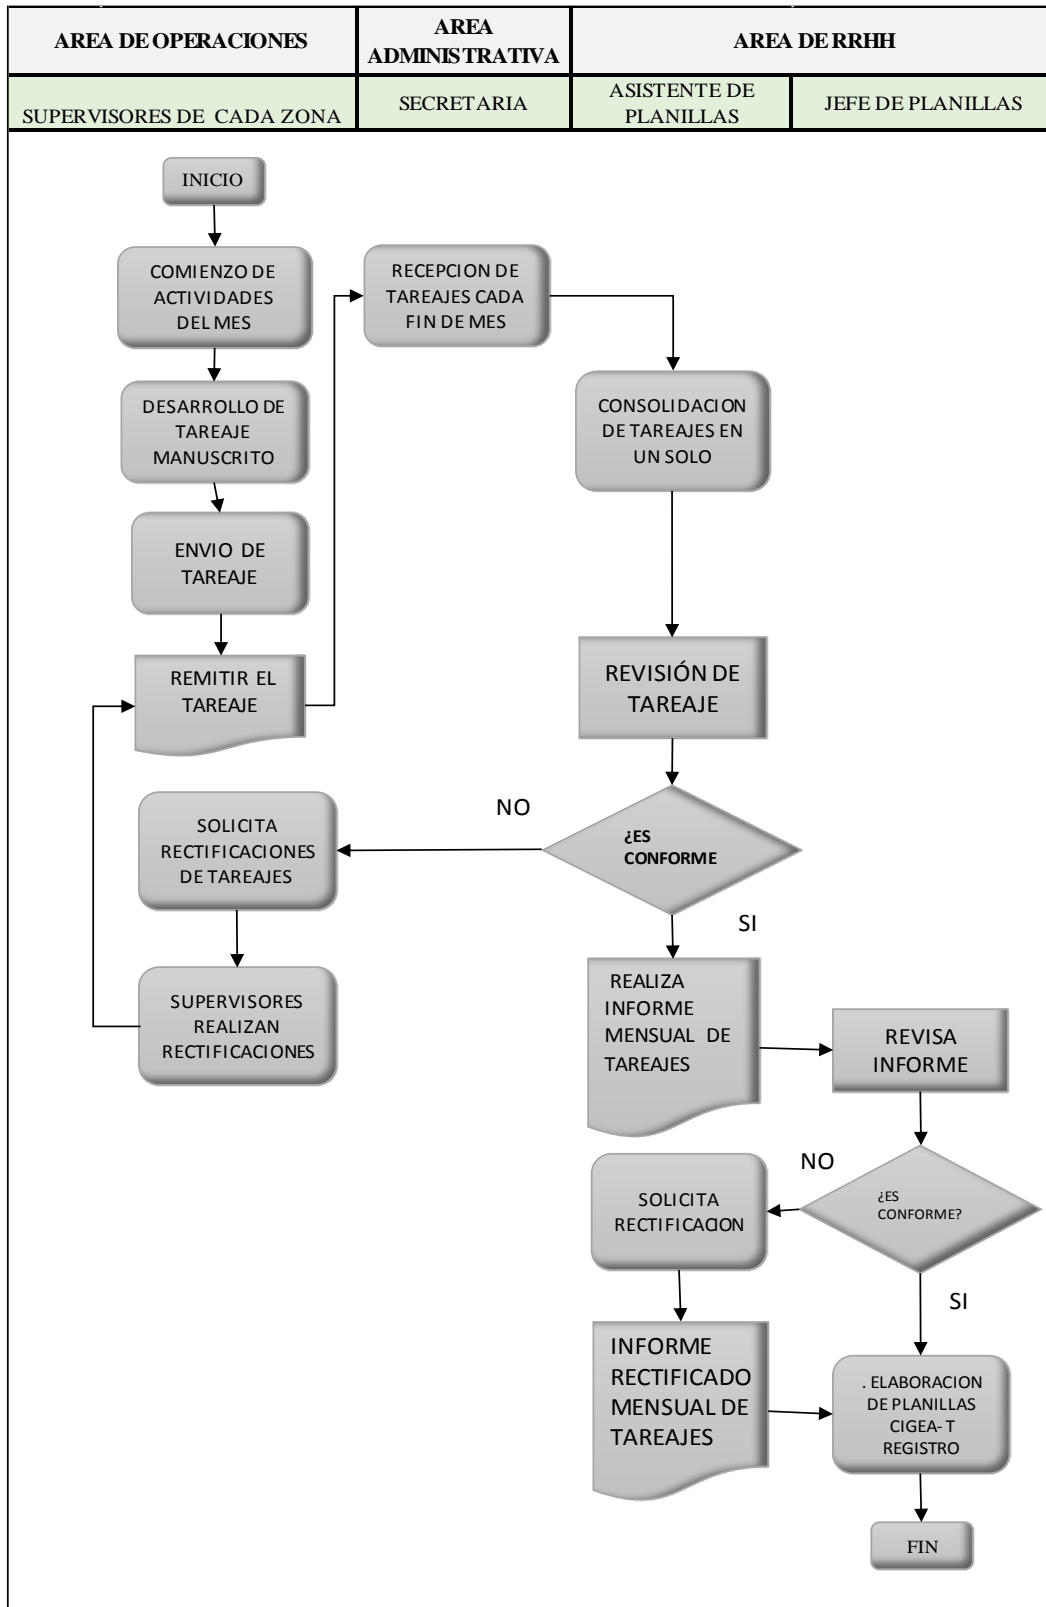 AREA DE OPERACIONES
AREA
ADMINISTRATIVA
AREA DE RRHH
SUPERVISORES DE CADA ZONA
SECRETARIA
ASISTENTE DE
PLANILLAS
JEFE DE PLANILLAS
INICIO
COMIENZO DE
ACTIVIDADES
DEL MES
RECEPCION DE
TAREAJES CADA
FIN DE MES
DESARROLLO DE
TAREAJE
MANUSCRITO
CONSOLIDACION
DE TAREAJES EN
UN SOLO
ENVIO DE
TAREAJE
REMITIR EL
TAREAJE
REVISIÓN DE
TAREAJE
NO
¿ES
CONFORME
SOLICITA
RECTIFICACIONES
DE TAREAJES
SI
SUPERVISORES
REALIZAN
RECTIFICACIONES
REALIZA
INFORME
MENSUAL DE
TAREAJES
REVISA
INFORME
NO
¿ES
CONFORME?
SOLICITA
RECTIFICACION
SI
INFORME
RECTIFICADO
MENSUAL DE
TAREAJES
. ELABORACION
DE PLANILLAS
CIGEA- T
REGISTRO
FIN